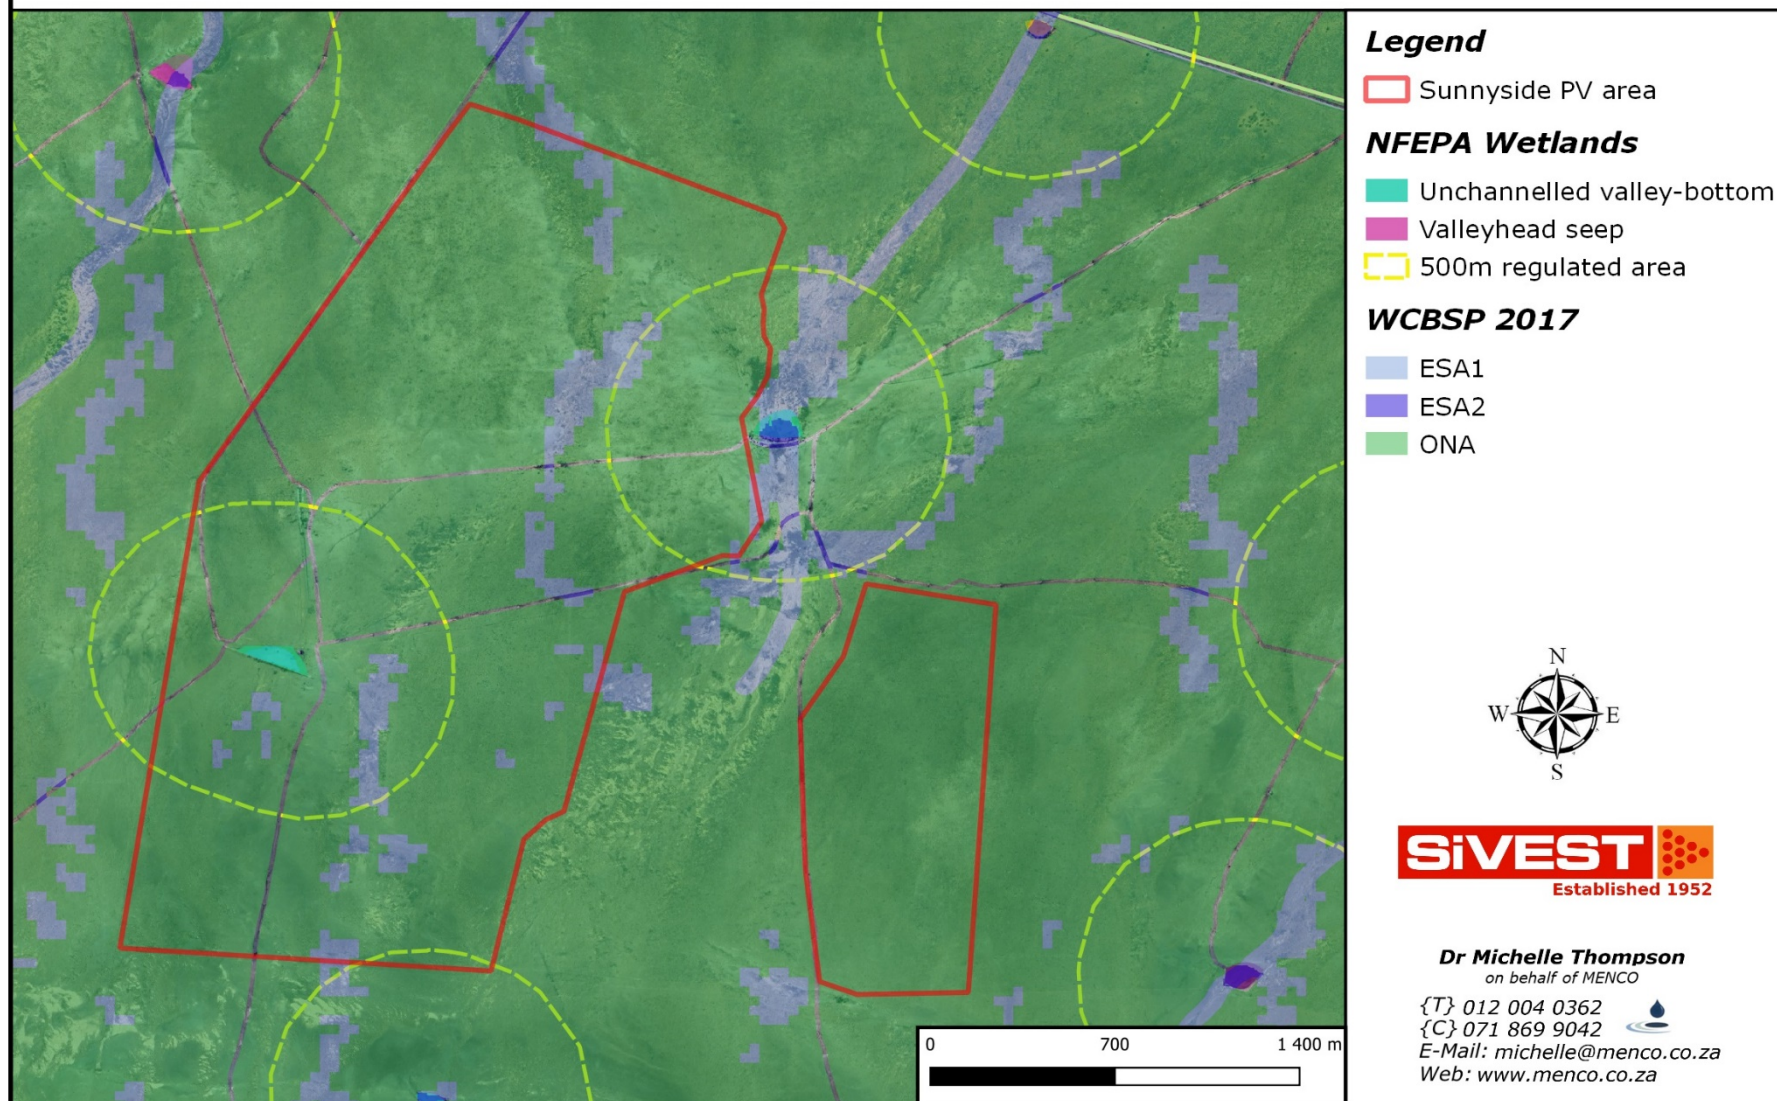 Legend
Sunnyside PV area
NFEPA Wetlands
Unchannelled valley-bottom
Valleyhead seep
500m regulated area
WCBSP 2017
ESA1
ESA2
ONA
N
W E
S
SiVEST
Established 1952
Dr Michelle Thompson
on behalf of MENCO
{T} 012 004 0362
{C} 071 869 9042
E-Mail: michelle@menco.co.za
Web: www.menco.co.za
0 700 1 400 m